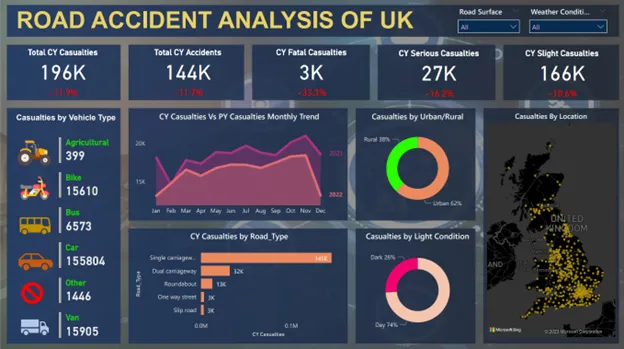 ROAD ACCIDENT ANALYSIS OF UK
Road Surface
All
Weather Conditi...
All
Total CY Casualties
196K
-11.9%
Total CY Accidents
144K
-11.7%
CY Fatal Casualties
3K
-33.3%
CY Serious Casualties
27K
-16.2%
CY Slight Casualties
166K
-10.6%
Casualties by Vehicle Type
Agricultural
399
Bike
15610
Bus
6573
Car
155804
Other
1446
Van
15905
CY Casualties Vs PY Casualties Monthly Trend
20K
15K
2021
2022
Jan Feb Mar Apr May Jun Jul Aug Sep Oct Nov Dec
Casualties by Urban/Rural
Rural 38%
Urban 62%
CY Casualties by Road_Type
Road_Type
Single carriagew...
145K
Dual carriageway
32K
Roundabout
13K
One way street
3K
Slip road
3K
0.0M
0.1M
CY Casualties
Casualties by Light Condition
Dark 26%
Day 74%
Casualties By Location
UNITED
KINGDOM
AND
Microsoft Bing
© 2023 Microsoft Corporation